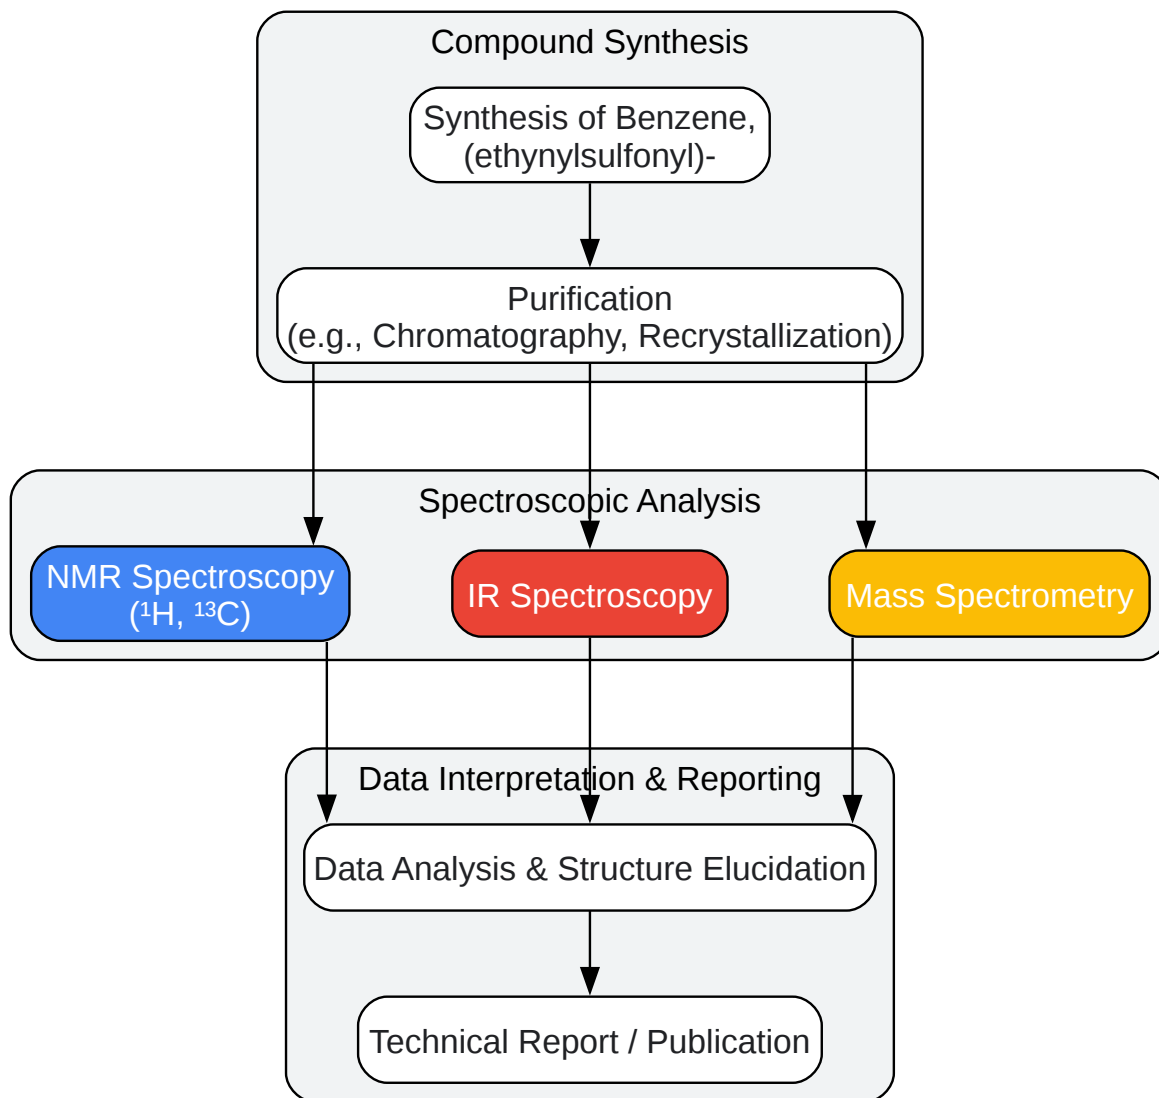 Compound Synthesis
Synthesis of Benzene,
(ethynylsulfonyl)-
Purification
(e.g., Chromatography, Recrystallization)
Spectroscopic Analysis
NMR Spectroscopy
(¹H, ¹³C)
IR Spectroscopy
Mass Spectrometry
Data Interpretation & Reporting
Data Analysis & Structure Elucidation
Technical Report / Publication